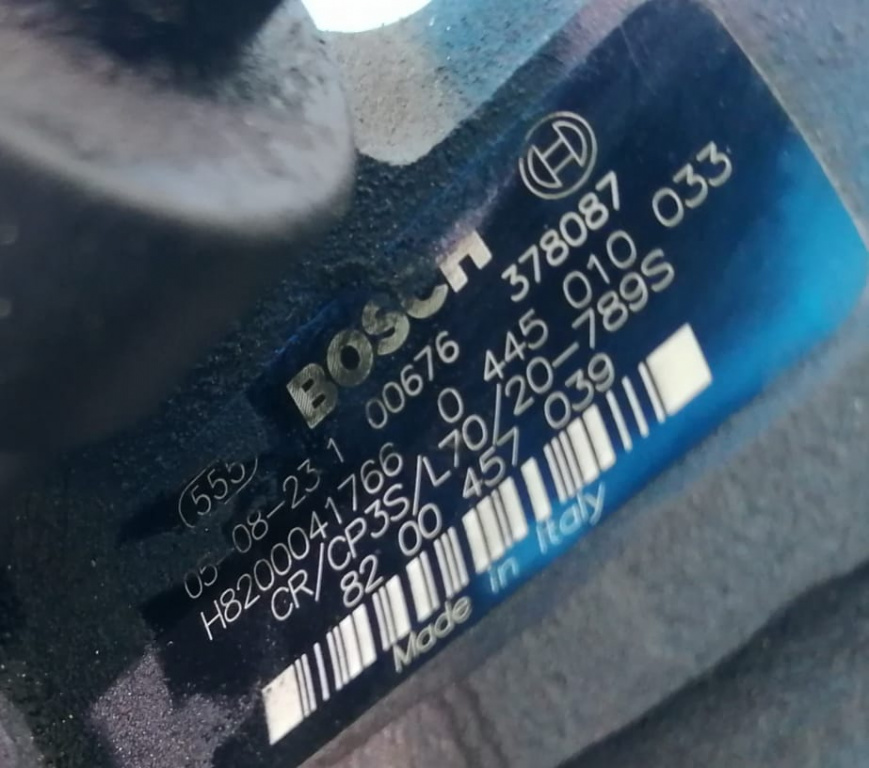 BOSCH
(555)
05-08-23 1 00676 378087
H8200041766 0 445 010 033
CR/CP3S/L70/20-789S
82 00 457 039
Made in Italy